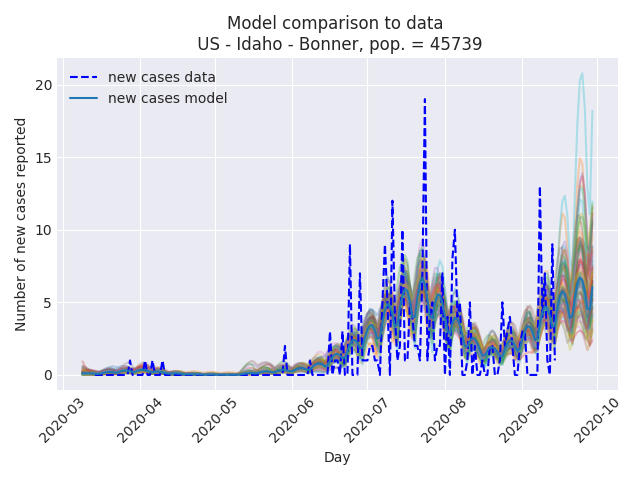 Model comparison to data
US - Idaho - Bonner, pop. = 45739
new cases data
new cases model
Number of new cases reported
20
15
10
5
0
2020-03
2020-04
2020-05
2020-06
2020-07
2020-08
2020-09
2020-10
Day